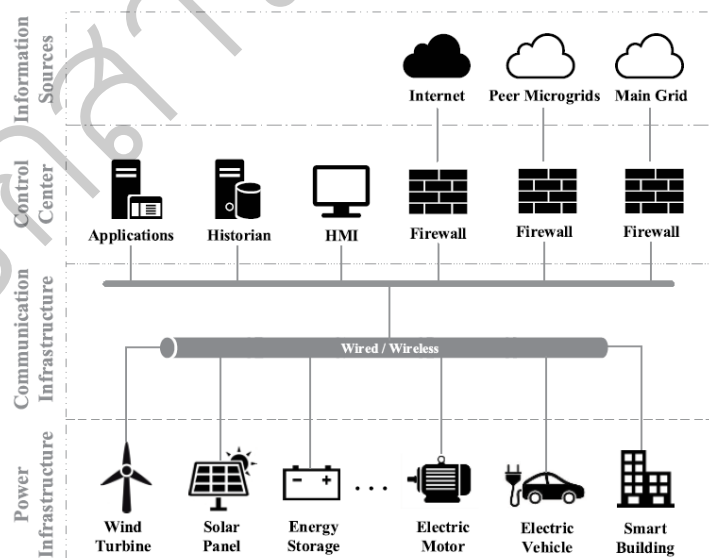 Information
Sources
Internet
Peer Microgrids
Main Grid
Control
Center
Applications
Historian
HMI
Firewall
Firewall
Firewall
Communication
Infrastructure
Wired / Wireless
Power
Infrastructure
Wind
Turbine
Solar
Panel
Energy
Storage
. . .
Electric
Motor
Electric
Vehicle
Smart
Building